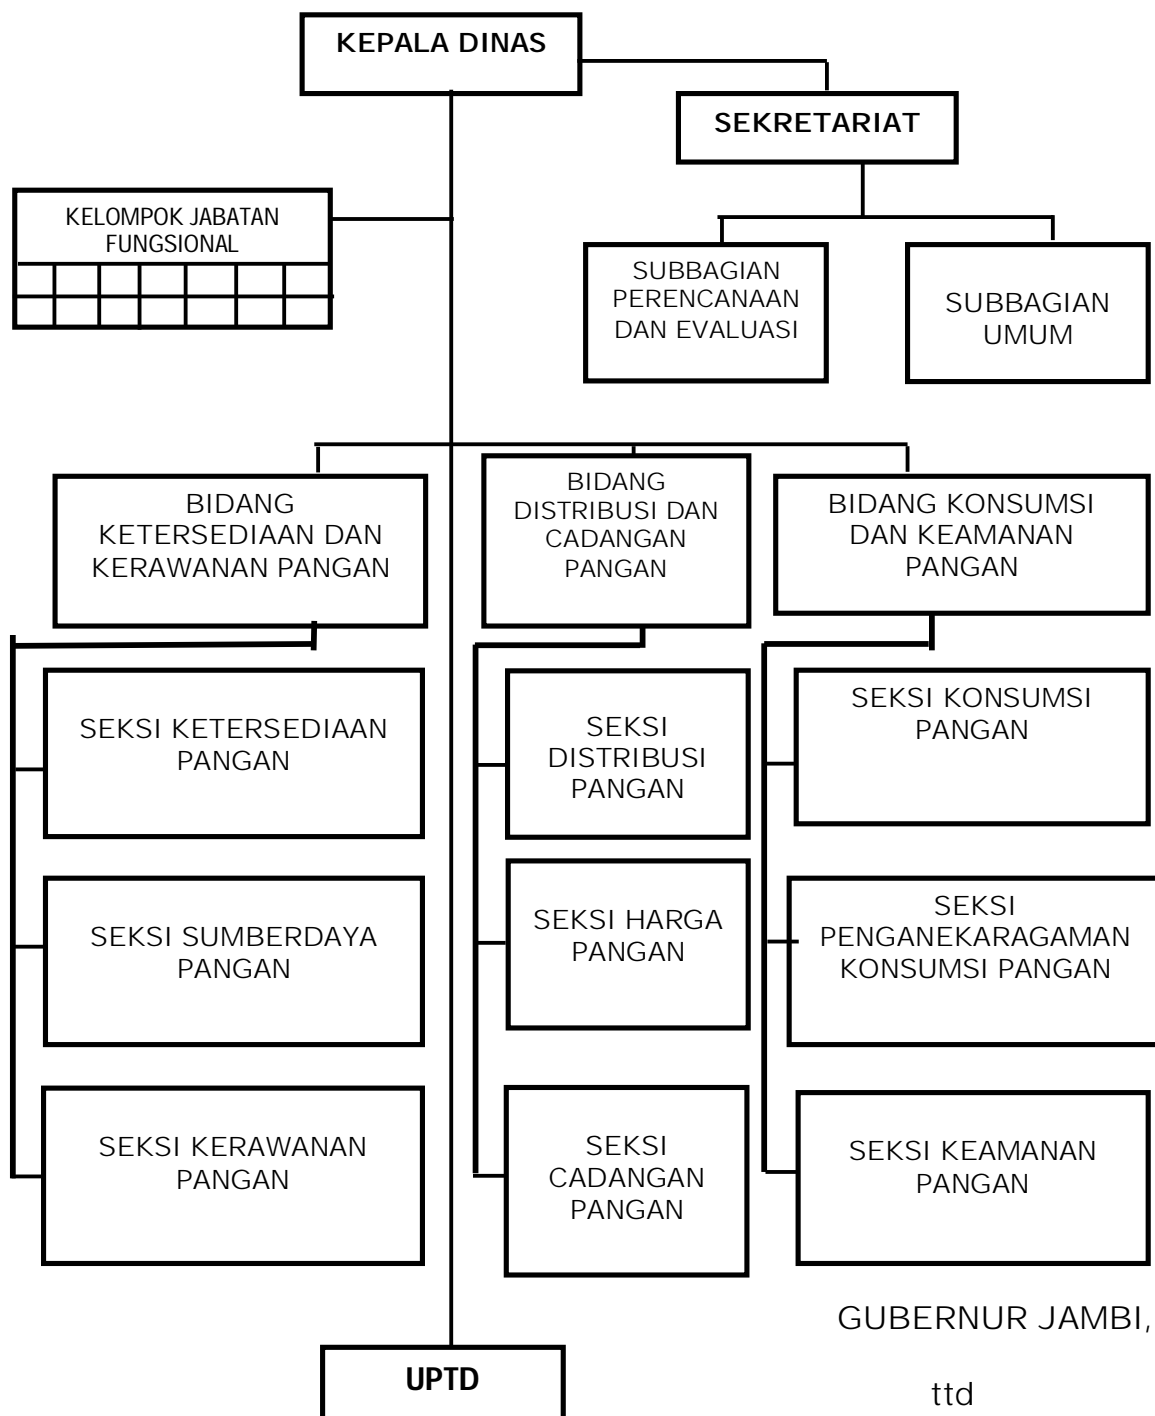 KEPALA DINAS
SEKRETARIAT
KELOMPOK JABATAN
FUNGSIONAL
SUBBAGIAN
PERENCANAAN
DAN EVALUASI
SUBBAGIAN
UMUM
BIDANG
KETERSEDIAAN DAN
KERAWANAN PANGAN
BIDANG
DISTRIBUSI DAN
CADANGAN
PANGAN
BIDANG KONSUMSI
DAN KEAMANAN
PANGAN
SEKSI KETERSEDIAAN
PANGAN
SEKSI
DISTRIBUSI
PANGAN
SEKSI KONSUMSI
PANGAN
SEKSI SUMBERDAYA
PANGAN
SEKSI HARGA
PANGAN
SEKSI
PENGANEKARAGAMAN
KONSUMSI PANGAN
SEKSI KERAWANAN
PANGAN
SEKSI
CADANGAN
PANGAN
SEKSI KEAMANAN
PANGAN
GUBERNUR JAMBI,
UPTD
ttd